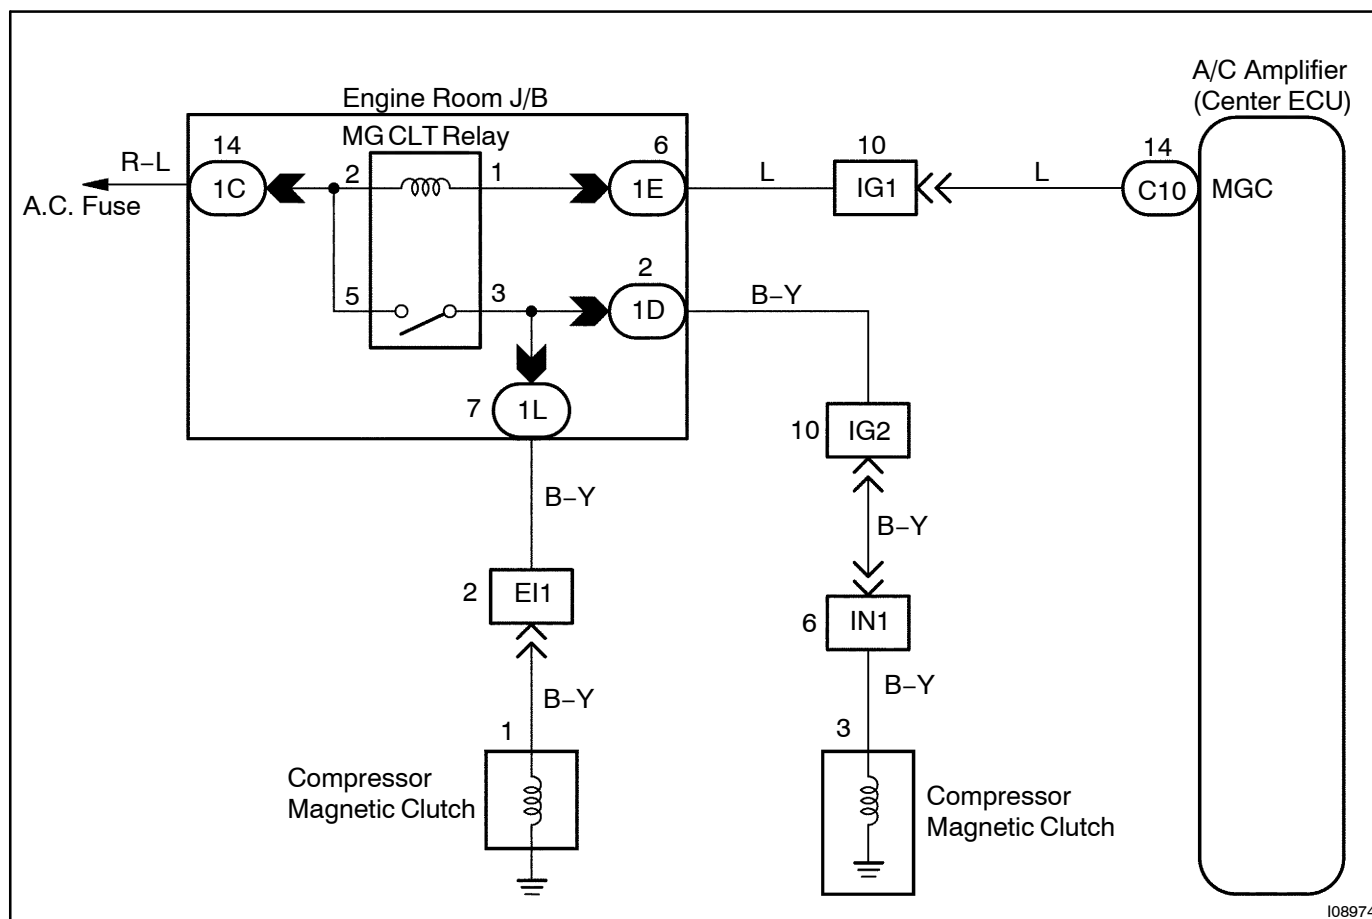 A/C Amplifier
(Center ECU)
Engine Room J/B
MG CLT Relay
14
6
10
14
R-L
1C
2
1
1E
L
IG1
L
C10
MGC
A.C. Fuse
2
5
3
1D
B-Y
7
1L
10
IG2
B-Y
B-Y
2
EI1
6
IN1
B-Y
B-Y
1
3
Compressor
Magnetic Clutch
Compressor
Magnetic Clutch
I08974